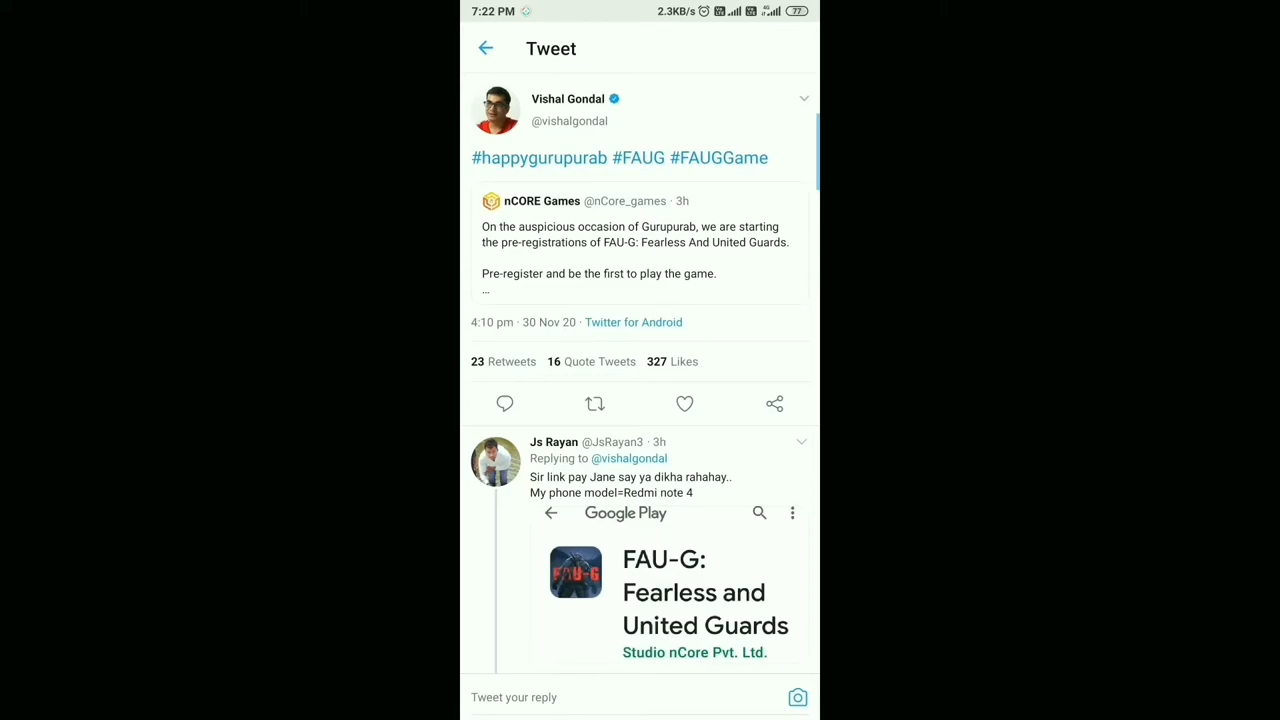 7:22 PM
2.3KB/s
4G
77
Tweet
Vishal Gondal
@vishalgondal
#happygurupurab #FAUG #FAUGGame
nCORE Games @nCore_games · 3h
On the auspicious occasion of Gurupurab, we are starting
the pre-registrations of FAU-G: Fearless And United Guards.
Pre-register and be the first to play the game.
…
4:10 pm · 30 Nov 20 · Twitter for Android
23 Retweets 16 Quote Tweets 327 Likes
Js Rayan @JsRayan3 · 3h
Replying to @vishalgondal
Sir link pay Jane say ya dikha rahahay..
My phone model=Redmi note 4
Google Play
FAU-G
FAU-G:
Fearless and
United Guards
Studio nCore Pvt. Ltd.
Tweet your reply